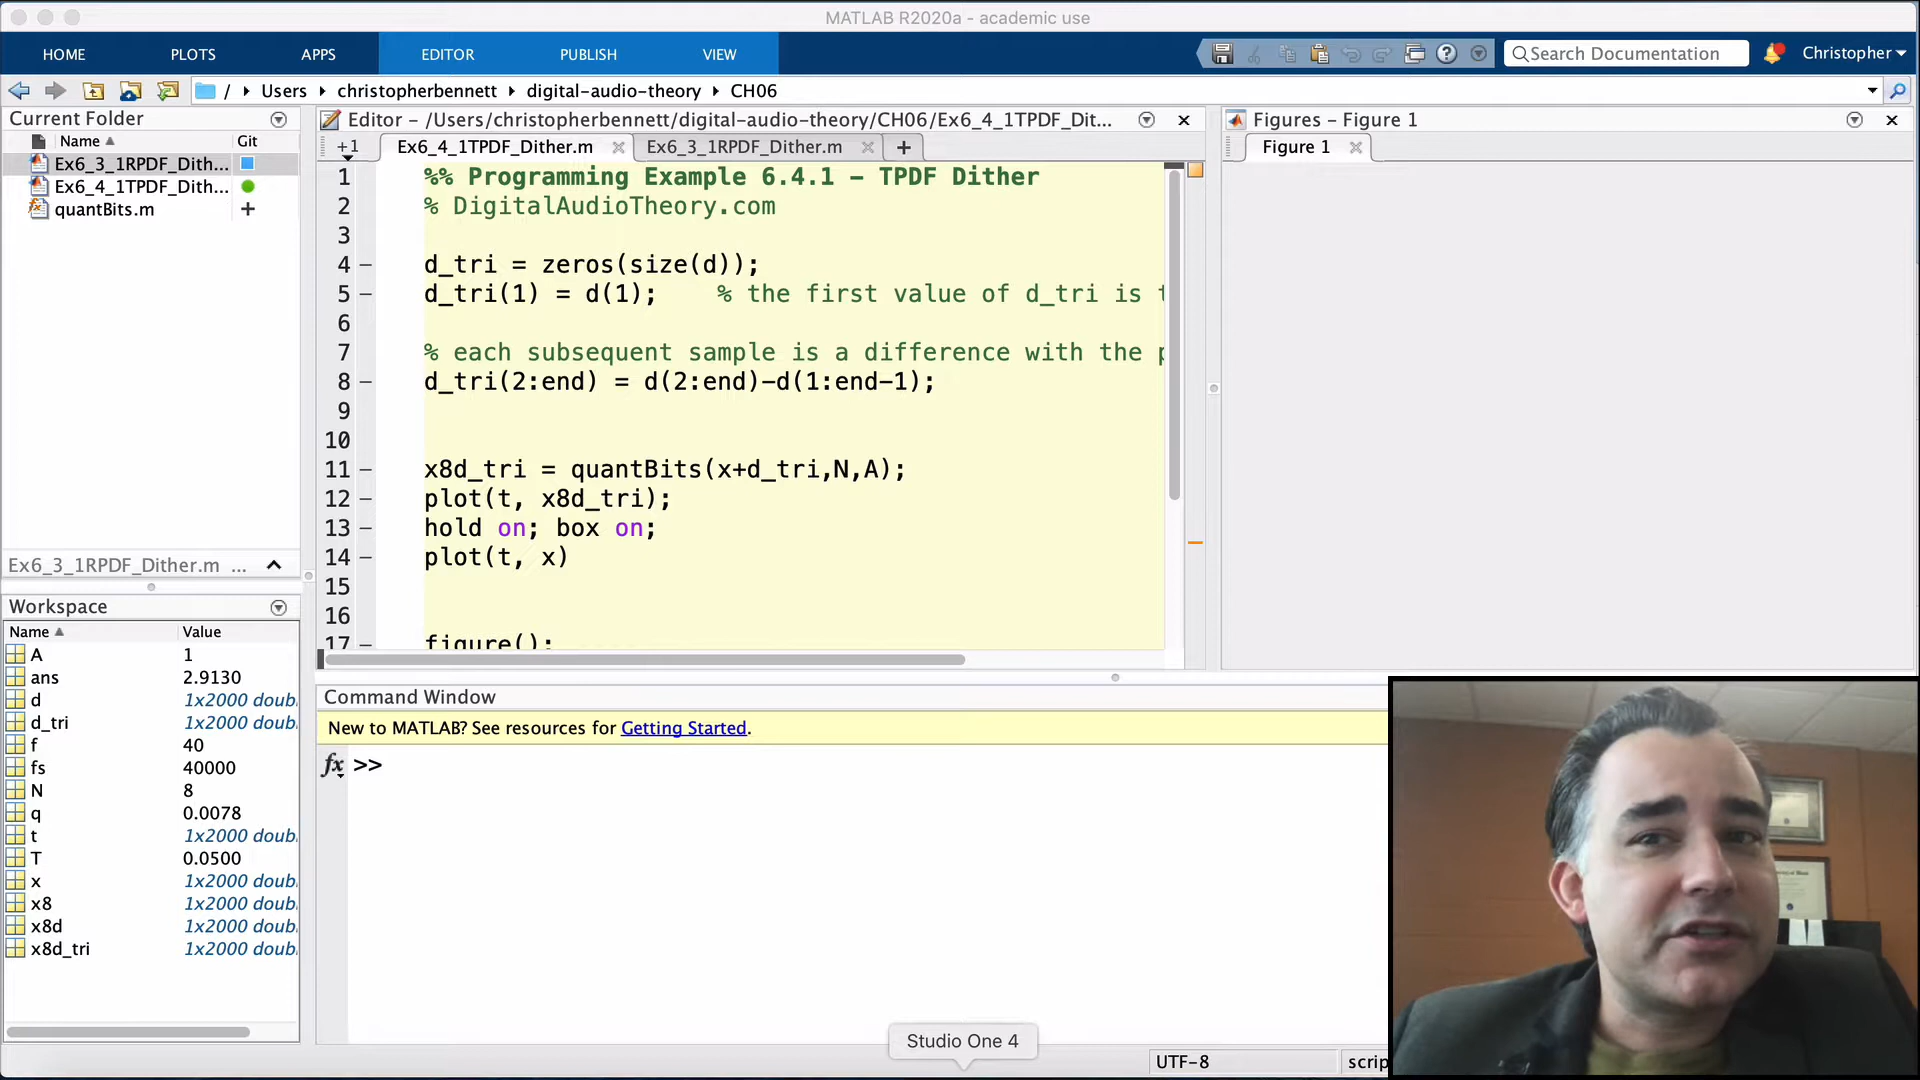 MATLAB R2020a - academic use
HOME PLOTS APPS EDITOR PUBLISH VIEW
Search Documentation
Christopher
/ Users christopherbennett digital-audio-theory CH06
Current Folder
Name Git
Ex6_3_1RPDF_Dith...
Ex6_4_1TPDF_Dith...
quantBits.m
Ex6_3_1RPDF_Dither.m ...
Workspace
Name Value
A 1
ans 2.9130
d 1x2000 doub
d_tri 1x2000 doub
f 40
fs 40000
N 8
q 0.0078
t 1x2000 doub
T 0.0500
x 1x2000 doub
x8 1x2000 doub
x8d 1x2000 doub
x8d_tri 1x2000 doub
Editor - /Users/christopherbennett/digital-audio-theory/CH06/Ex6_4_1TPDF_Dit...
+1 Ex6_4_1TPDF_Dither.m Ex6_3_1RPDF_Dither.m +
1 %% Programming Example 6.4.1 - TPDF Dither
2 % DigitalAudioTheory.com
3
4 - d_tri = zeros(size(d));
5 - d_tri(1) = d(1); % the first value of d_tri is
6
7 % each subsequent sample is a difference with the
8 - d_tri(2:end) = d(2:end)-d(1:end-1);
9
10
11 - x8d_tri = quantBits(x+d_tri,N,A);
12 - plot(t, x8d_tri);
13 - hold on; box on;
14 - plot(t, x)
15
16
17 - figure();
Figures - Figure 1
Figure 1
Command Window
New to MATLAB? See resources for Getting Started.
fx >>
Studio One 4
UTF-8
scrip